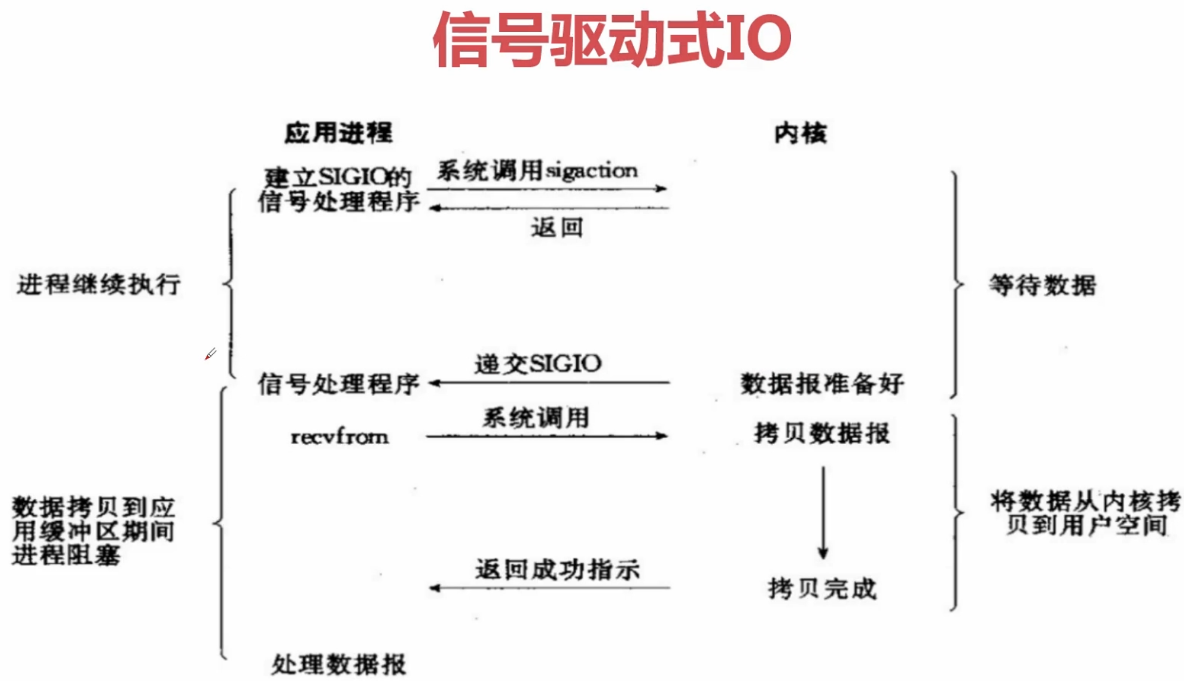 信号驱动式IO
应用进程
内核
建立SIGIO的
信号处理程序
系统调用sigaction
返回
进程继续执行
等待数据
递交SIGIO
信号处理程序
数据报准备好
系统调用
recvfrom
拷贝数据报
数据拷贝到应
用缓冲区期间
进程阻塞
将数据从内核拷
贝到用户空间
返回成功指示
拷贝完成
处理数据报